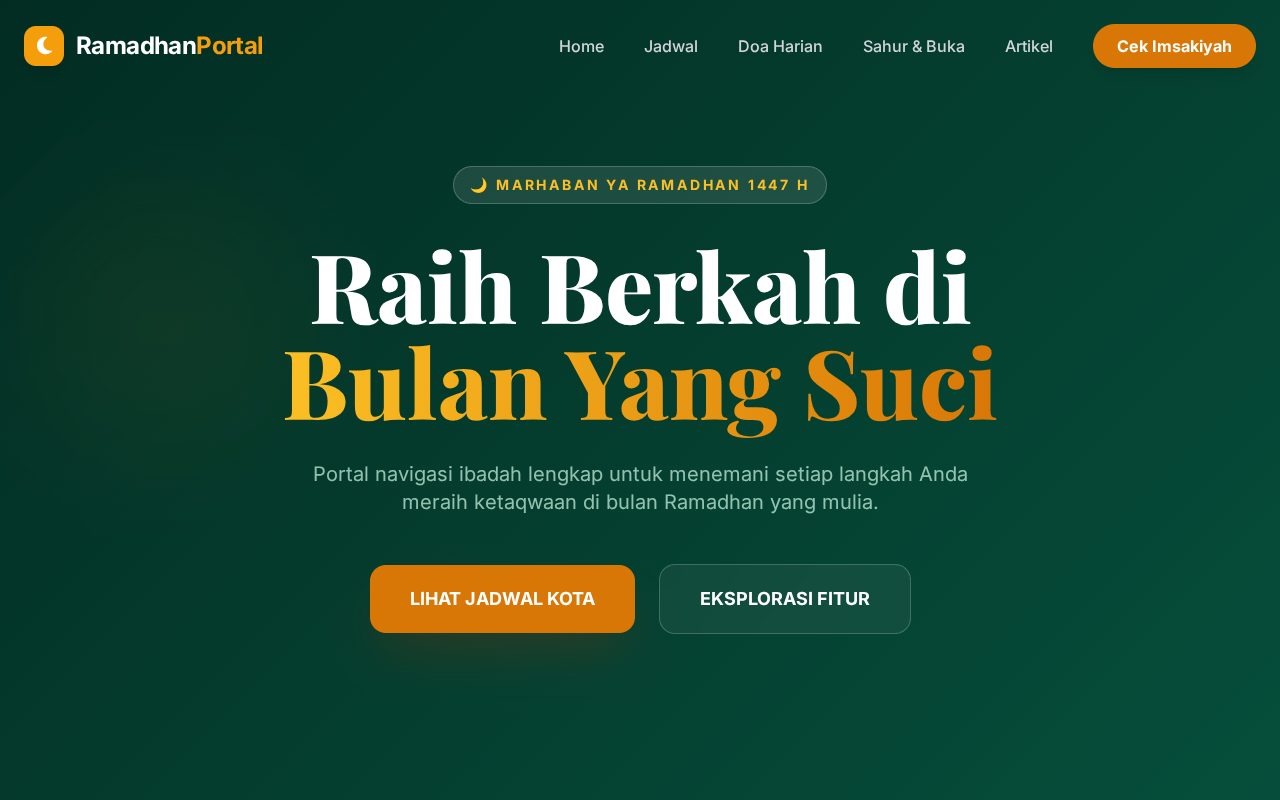 RamadhanPortal
Home
Jadwal
Doa Harian
Sahur & Buka
Artikel
Cek Imsakiyah
🌙 MARHABAN YA RAMADHAN 1447 H
Raih Berkah di
Bulan Yang Suci
Portal navigasi ibadah lengkap untuk menemani setiap langkah Anda
meraih ketaqwaan di bulan Ramadhan yang mulia.
LIHAT JADWAL KOTA
EKSPLORASI FITUR